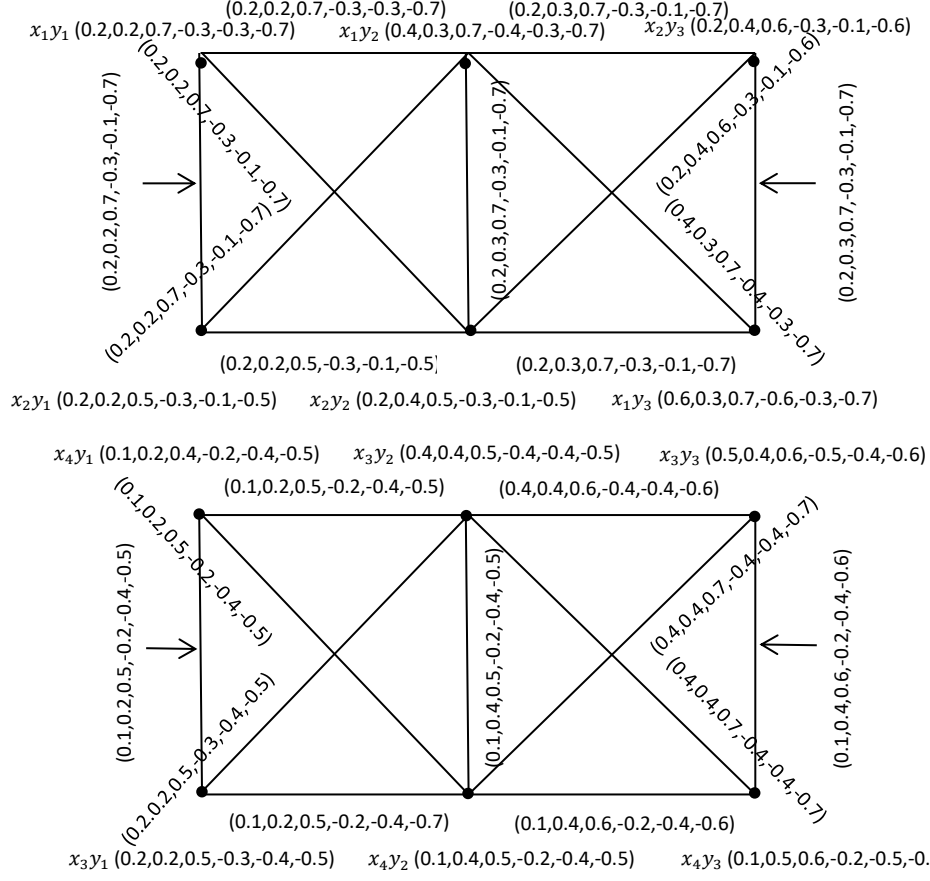 (0.2,0.2,0.7,-0.3,-0.3,-0.7)
(0.2,0.3,0.7,-0.3,-0.1,-0.7)
x₁y₁ (0.2,0.2,0.7,-0.3,-0.3,-0.7)
x₁y₂ (0.4,0.3,0.7,-0.4,-0.3,-0.7)
x₂y₃ (0.2,0.4,0.6,-0.3,-0.1,-0.6)
(0.2,0.2,0.7,-0.3,-0.1,-0.7)
(0.2,0.2,0.7,-0.3,-0.1,-0.7)
(0.2,0.2,0.7,-0.3,-0.1,-0.7)
(0.2,0.3,0.7,-0.3,-0.1,-0.7)
(0.2,0.4,0.6,-0.3,-0.1,-0.6)
(0.4,0.3,0.7,-0.4,-0.3,-0.7)
(0.2,0.3,0.7,-0.3,-0.1,-0.7)
(0.2,0.2,0.5,-0.3,-0.1,-0.5)
(0.2,0.3,0.7,-0.3,-0.1,-0.7)
x₂y₁ (0.2,0.2,0.5,-0.3,-0.1,-0.5)
x₂y₂ (0.2,0.4,0.5,-0.3,-0.1,-0.5)
x₁y₃ (0.6,0.3,0.7,-0.6,-0.3,-0.7)
x₄y₁ (0.1,0.2,0.4,-0.2,-0.4,-0.5)
x₃y₂ (0.4,0.4,0.5,-0.4,-0.4,-0.5)
x₃y₃ (0.5,0.4,0.6,-0.5,-0.4,-0.6)
(0.1,0.2,0.5,-0.2,-0.4,-0.5)
(0.4,0.4,0.6,-0.4,-0.4,-0.6)
(0.1,0.2,0.5,-0.2,-0.4,-0.5)
(0.1,0.2,0.5,-0.2,-0.4,-0.5)
(0.2,0.2,0.5,-0.3,-0.4,-0.5)
(0.1,0.4,0.5,-0.2,-0.4,-0.5)
(0.4,0.4,0.7,-0.4,-0.4,-0.7)
(0.4,0.4,0.7,-0.4,-0.4,-0.7)
(0.1,0.4,0.6,-0.2,-0.4,-0.6)
(0.1,0.2,0.5,-0.2,-0.4,-0.7)
(0.1,0.4,0.6,-0.2,-0.4,-0.6)
x₃y₁ (0.2,0.2,0.5,-0.3,-0.4,-0.5)
x₄y₂ (0.1,0.4,0.5,-0.2,-0.4,-0.5)
x₄y₃ (0.1,0.5,0.6,-0.2,-0.5,-0.